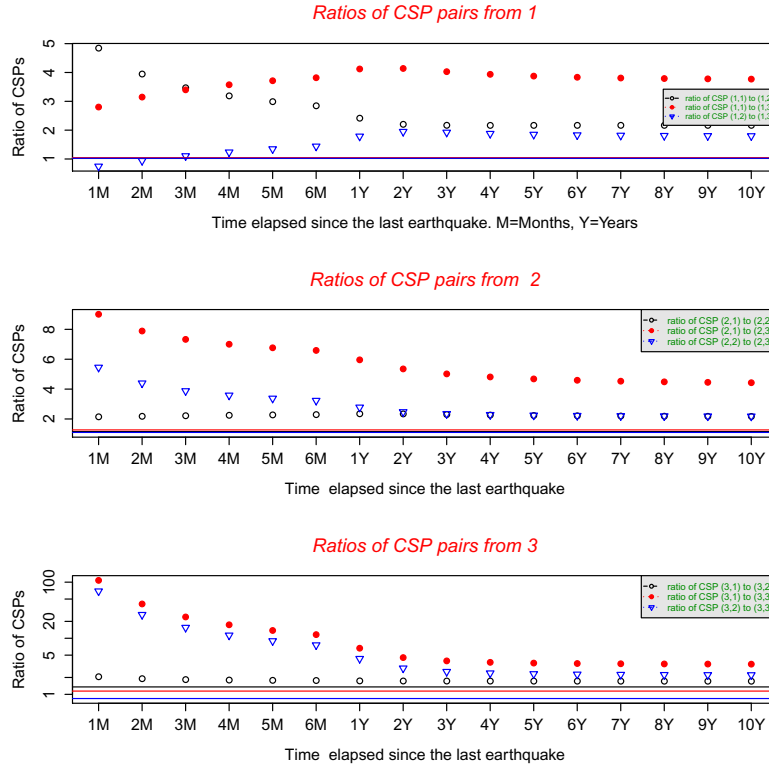 Ratios of CSP pairs from 1
Ratio of CSPs
5
4
3
2
1
ratio of CSP (1,1) to (1,2
ratio of CSP (1,1) to (1,3
ratio of CSP (1,2) to (1,3
1M 2M 3M 4M 5M 6M 1Y 2Y 3Y 4Y 5Y 6Y 7Y 8Y 9Y 10Y
Time elapsed since the last earthquake. M=Months, Y=Years
Ratios of CSP pairs from 2
Ratio of CSPs
8
6
4
2
ratio of CSP (2,1) to (2,2
ratio of CSP (2,1) to (2,3
ratio of CSP (2,2) to (2,3
1M 2M 3M 4M 5M 6M 1Y 2Y 3Y 4Y 5Y 6Y 7Y 8Y 9Y 10Y
Time elapsed since the last earthquake
Ratios of CSP pairs from 3
Ratio of CSPs
100
20
5
1
ratio of CSP (3,1) to (3,2
ratio of CSP (3,1) to (3,3
ratio of CSP (3,2) to (3,3
1M 2M 3M 4M 5M 6M 1Y 2Y 3Y 4Y 5Y 6Y 7Y 8Y 9Y 10Y
Time elapsed since the last earthquake